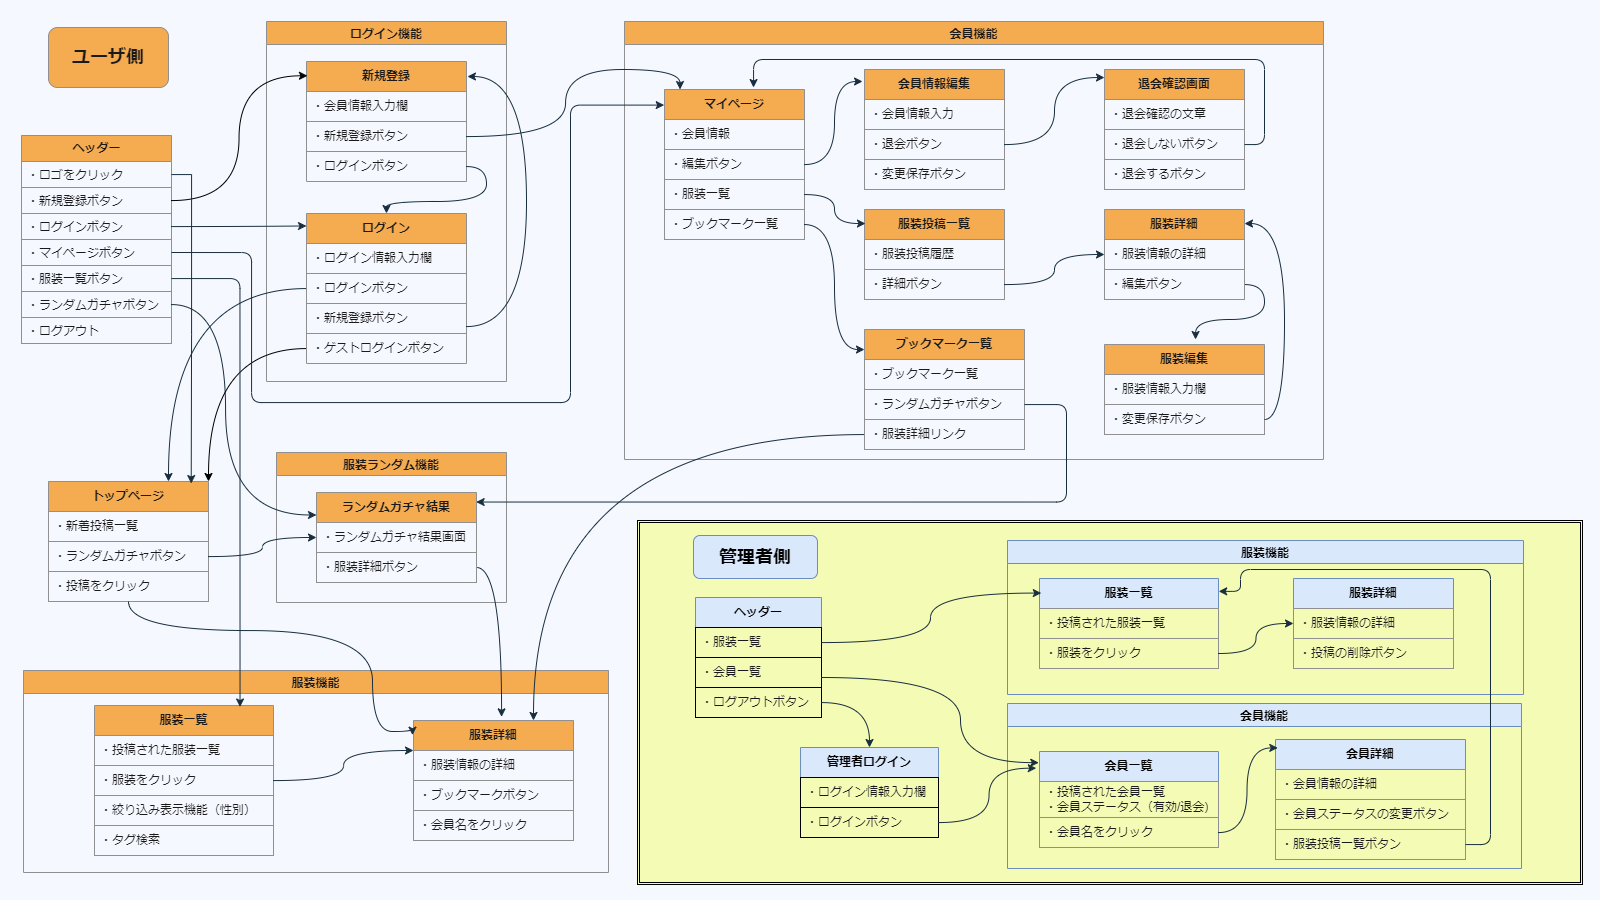 ユーザ側
ヘッダー
・ロゴをクリック
・新規登録ボタン
・ログインボタン
・マイページボタン
・服装一覧ボタン
・ランダムガチャボタン
・ログアウト
ログイン機能
新規登録
・会員情報入力欄
・新規登録ボタン
・ログインボタン
ログイン
・ログイン情報入力欄
・ログインボタン
・新規登録ボタン
・ゲストログインボタン
会員機能
マイページ
・会員情報
・編集ボタン
・服装一覧
・ブックマーク一覧
会員情報編集
・会員情報入力
・退会ボタン
・変更保存ボタン
退会確認画面
・退会確認の文章
・退会しないボタン
・退会するボタン
服装投稿一覧
・服装投稿履歴
・詳細ボタン
服装詳細
・服装情報の詳細
・編集ボタン
ブックマーク一覧
・ブックマーク一覧
・ランダムガチャボタン
・服装詳細リンク
服装編集
・服装情報入力欄
・変更保存ボタン
トップページ
・新着投稿一覧
・ランダムガチャボタン
・投稿をクリック
服装ランダム機能
ランダムガチャ結果
・ランダムガチャ結果画面
・服装詳細ボタン
服装機能
服装一覧
・投稿された服装一覧
・服装をクリック
・絞り込み表示機能（性別）
・タグ検索
服装詳細
・服装情報の詳細
・ブックマークボタン
・会員名をクリック
管理者側
ヘッダー
・服装一覧
・会員一覧
・ログアウトボタン
管理者ログイン
・ログイン情報入力欄
・ログインボタン
服装機能
服装一覧
・投稿された服装一覧
・服装をクリック
服装詳細
・服装情報の詳細
・投稿の削除ボタン
会員機能
会員一覧
・投稿された会員一覧
・会員ステータス（有効/退会)
・会員名をクリック
会員詳細
・会員情報の詳細
・会員ステータスの変更ボタン
・服装投稿一覧ボタン